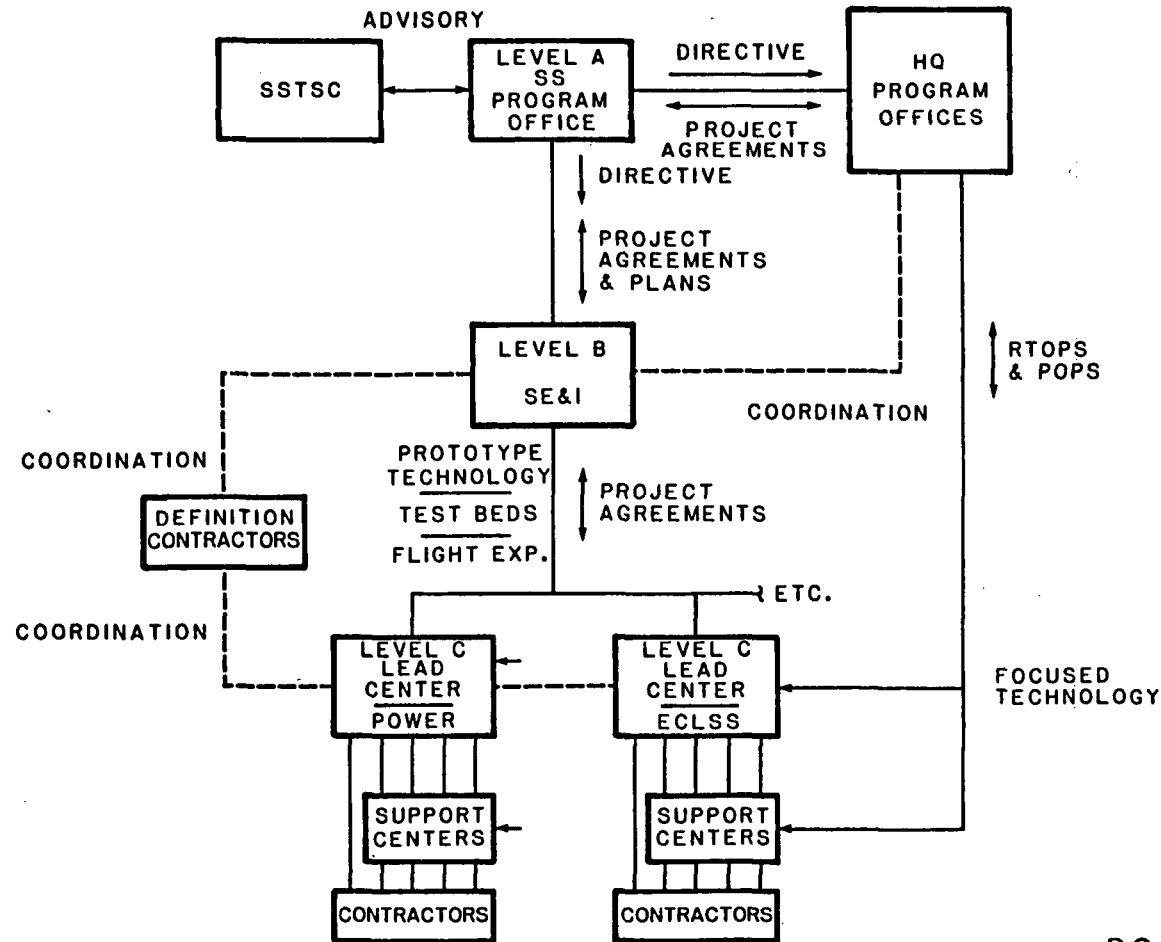 ADVISORY
SSTSC
LEVEL A
SS
PROGRAM
OFFICE
DIRECTIVE
PROJECT
AGREEMENTS
HQ
PROGRAM
OFFICES
DIRECTIVE
PROJECT
AGREEMENTS
& PLANS
LEVEL B
SE&I
RTOPS
& POPS
COORDINATION
COORDINATION
PROTOTYPE
TECHNOLOGY
TEST BEDS
FLIGHT EXP.
PROJECT
AGREEMENTS
DEFINITION
CONTRACTORS
ETC.
COORDINATION
LEVEL C
LEAD
CENTER
POWER
LEVEL C
LEAD
CENTER
ECLSS
FOCUSED
TECHNOLOGY
SUPPORT
CENTERS
SUPPORT
CENTERS
CONTRACTORS
CONTRACTORS